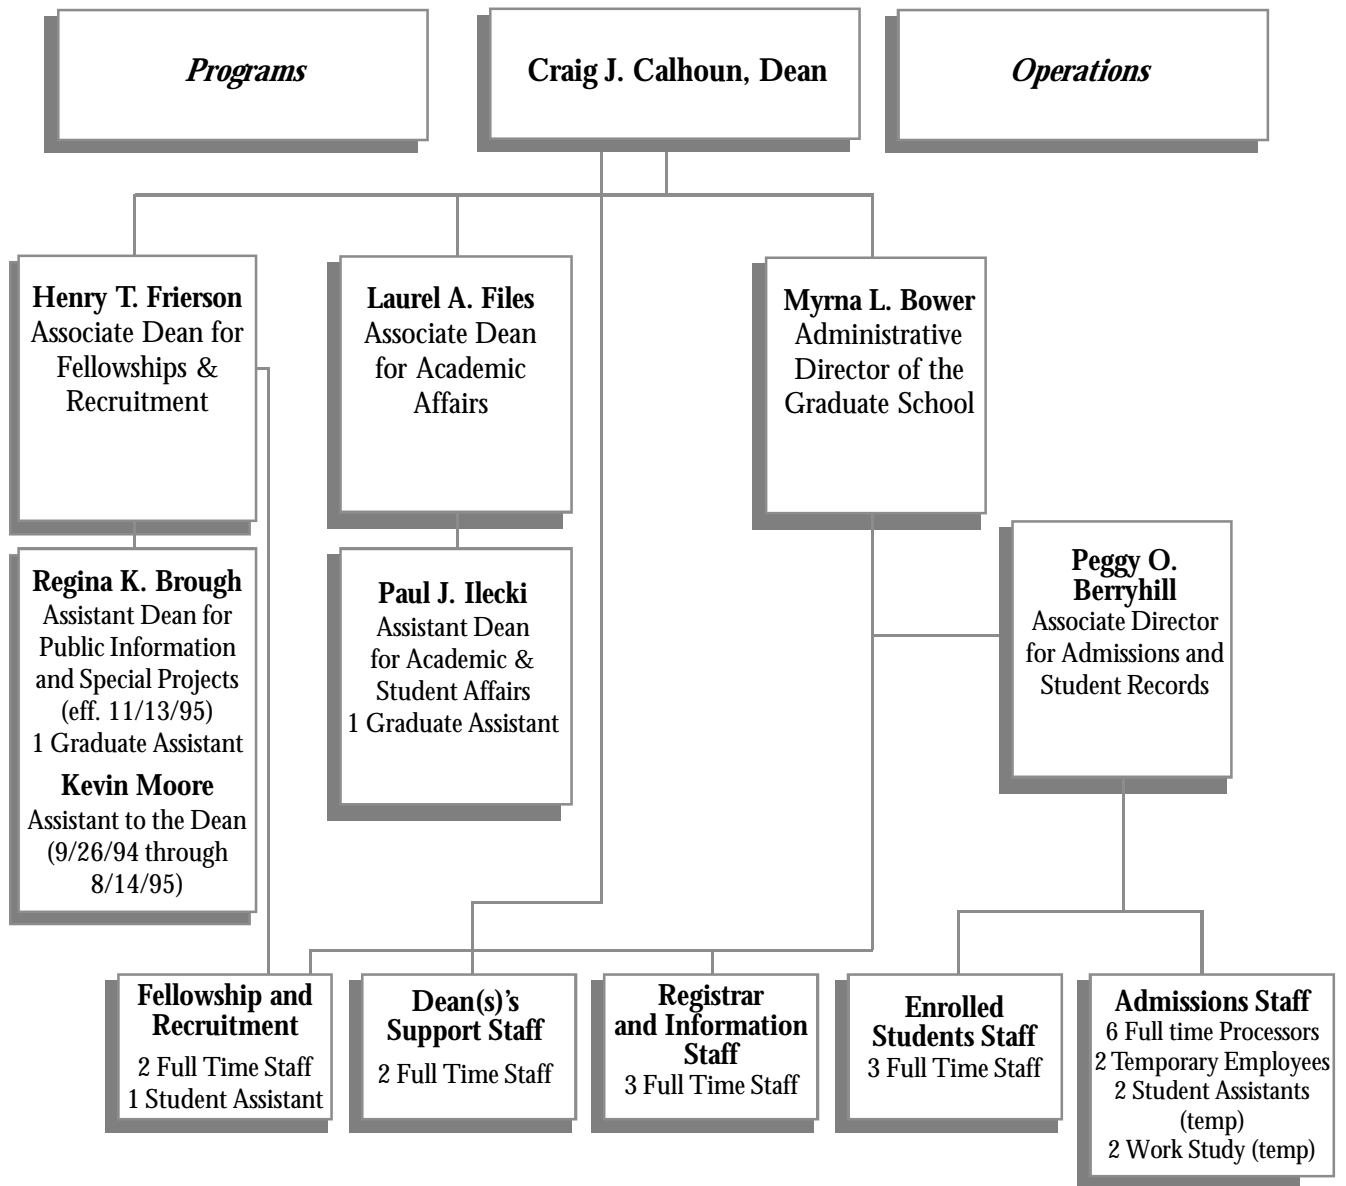 Programs
Craig J. Calhoun, Dean
Operations
Henry T. Frierson
Associate Dean for
Fellowships &
Recruitment
Laurel A. Files
Associate Dean
for Academic
Affairs
Myrna L. Bower
Administrative
Director of the
Graduate School
Regina K. Brough
Assistant Dean for
Public Information
and Special Projects
(eff. 11/13/95)
1 Graduate Assistant
Kevin Moore
Assistant to the Dean
(9/26/94 through
8/14/95)
Paul J. Ilecki
Assistant Dean
for Academic &
Student Affairs
1 Graduate Assistant
Peggy O.
Berryhill
Associate Director
for Admissions and
Student Records
Fellowship and
Recruitment
2 Full Time Staff
1 Student Assistant
Dean(s)'s
Support Staff
2 Full Time Staff
Registrar
and Information
Staff
3 Full Time Staff
Enrolled
Students Staff
3 Full Time Staff
Admissions Staff
6 Full time Processors
2 Temporary Employees
2 Student Assistants
(temp)
2 Work Study (temp)